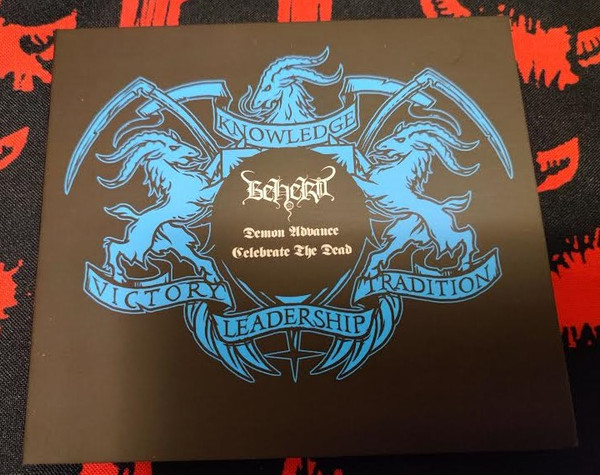 KNOWLEDGE
Beherit
Demon Advance
Celebrate The Dead
VICTORY
TRADITION
LEADERSHIP